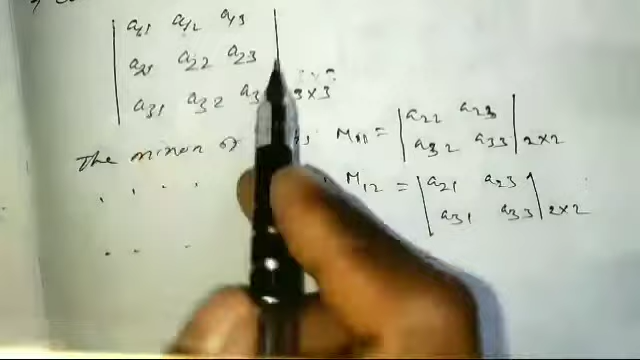 a11 a12 a13
a21 a22 a23
a31 a32 3×3
The minor of is M11 = a22 a23
a32 a33 2×2
M12 = a21 a23
a31 a33 2×2